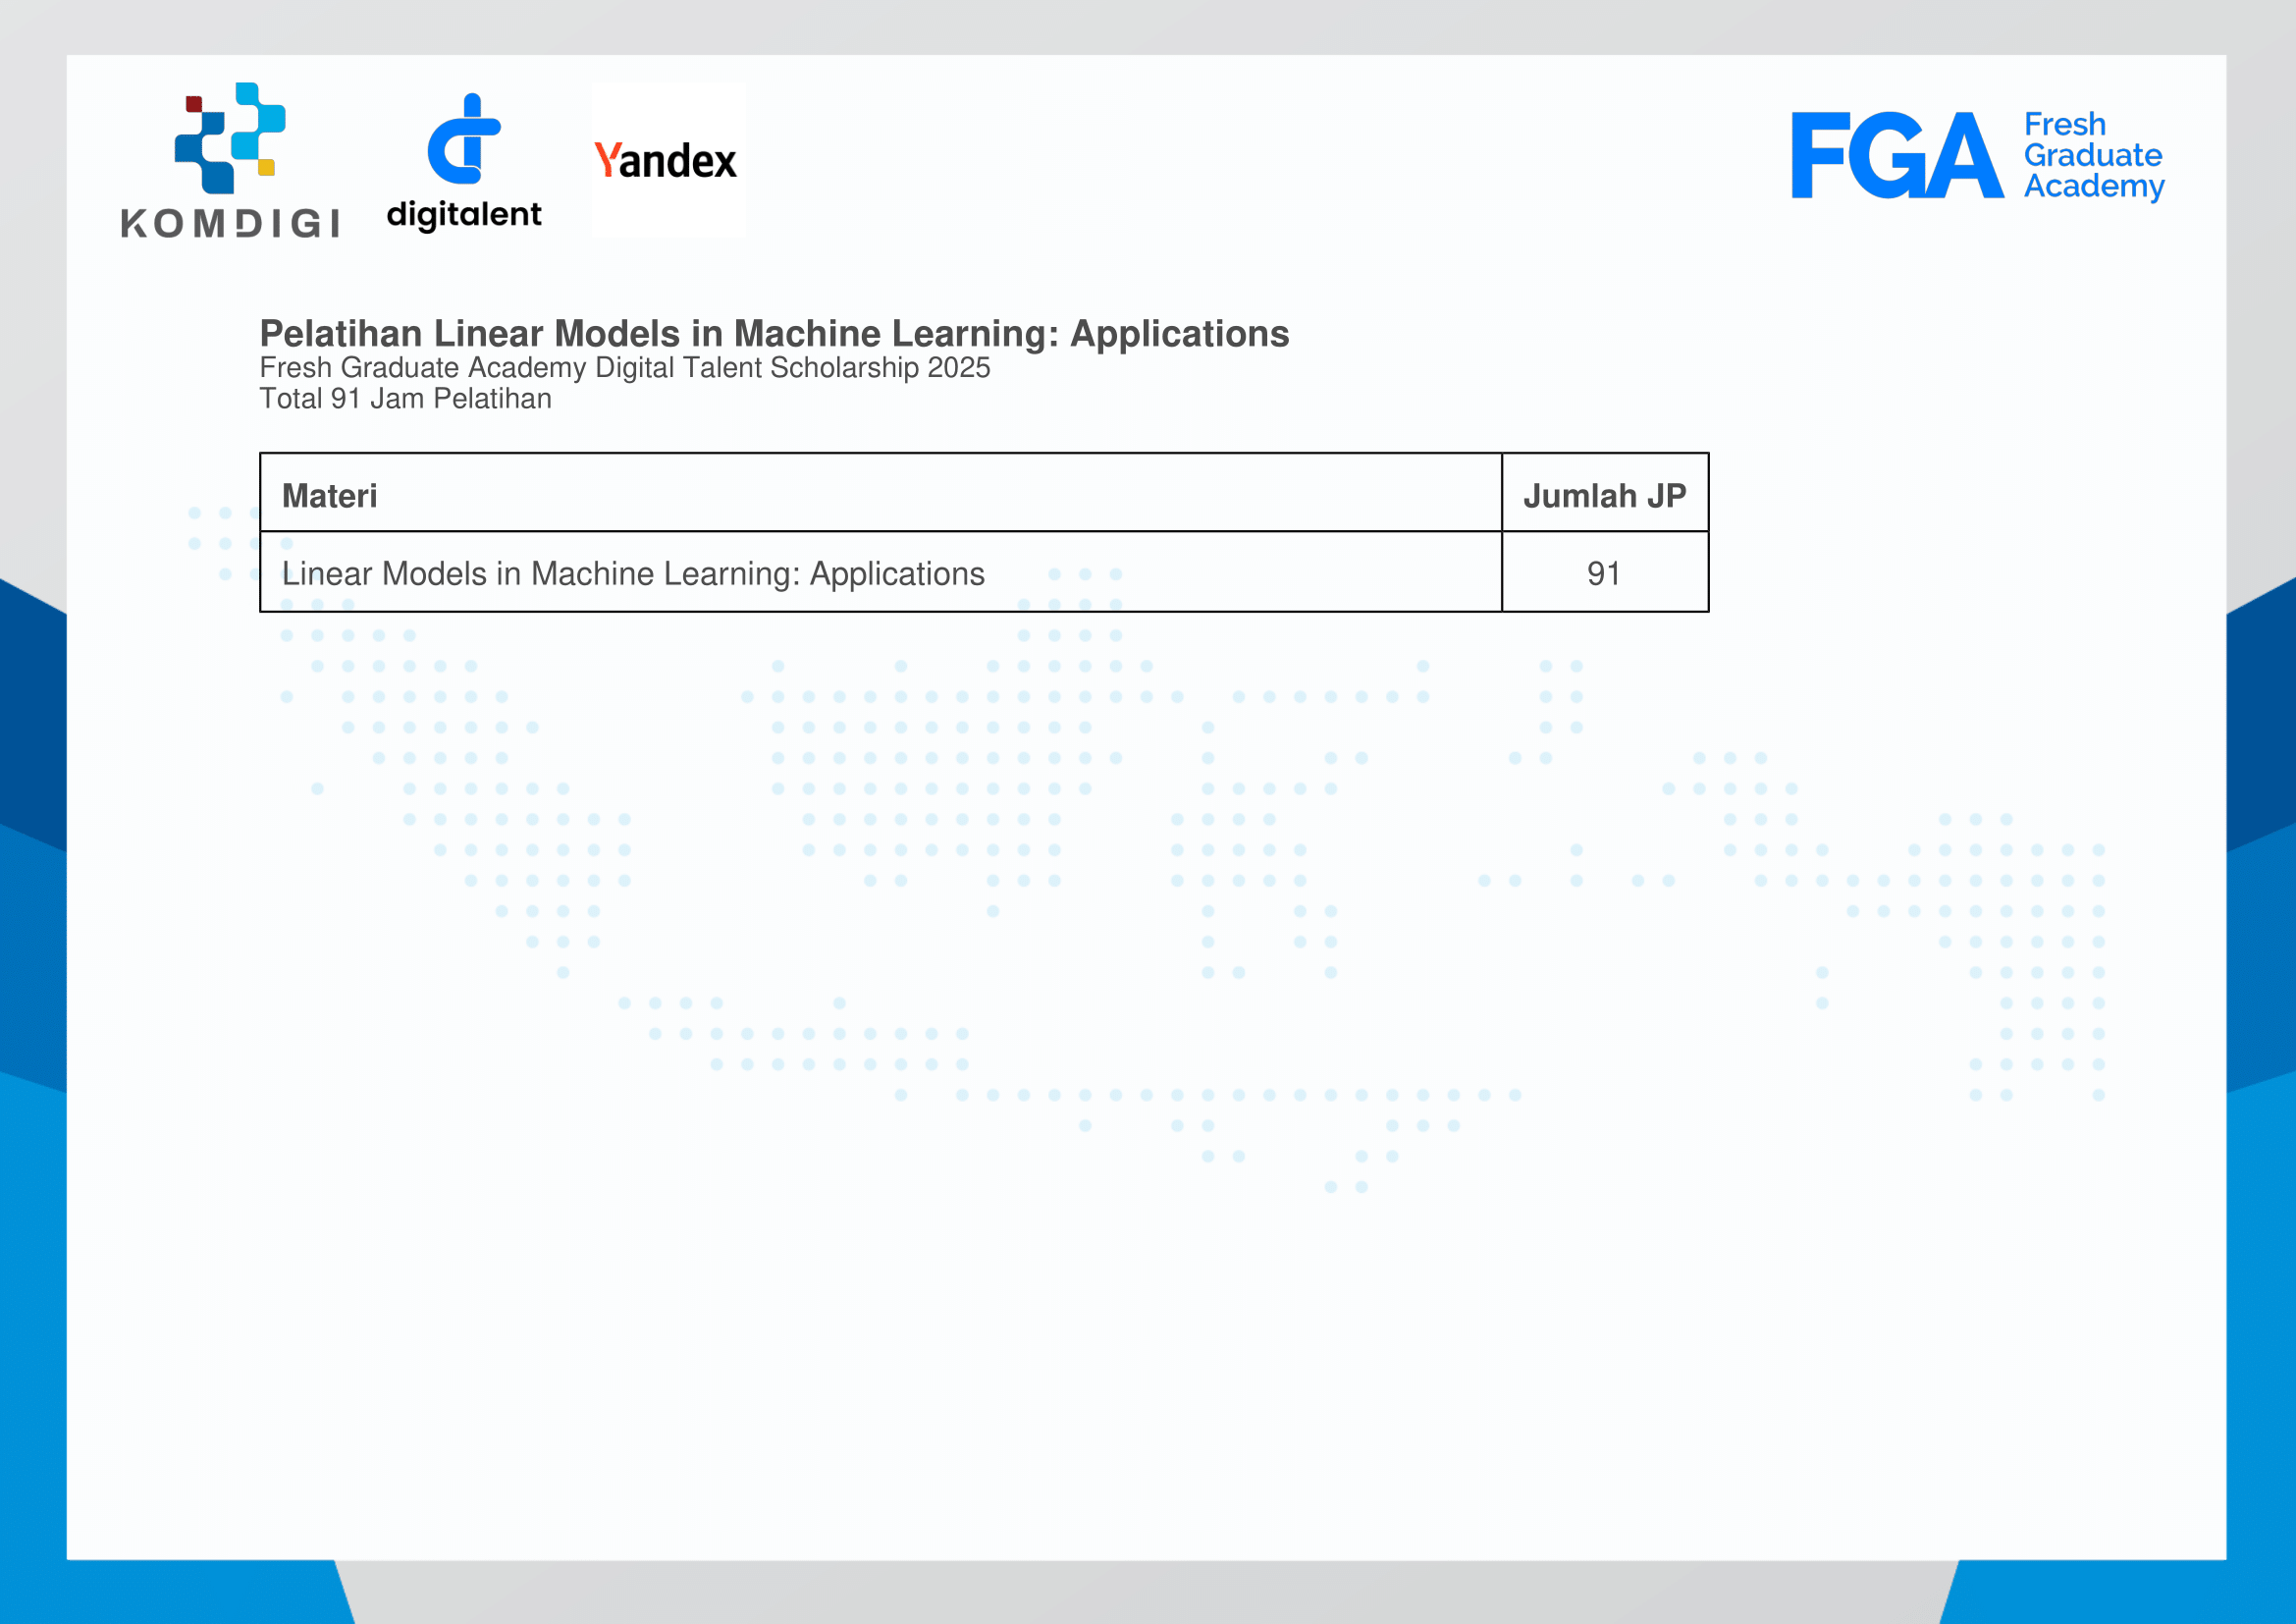 KOMDIGI
digitalent
Yandex
FGA
Fresh
Graduate
Academy
Pelatihan Linear Models in Machine Learning: Applications
Fresh Graduate Academy Digital Talent Scholarship 2025
Total 91 Jam Pelatihan
Materi Jumlah JP
Linear Models in Machine Learning: Applications 91